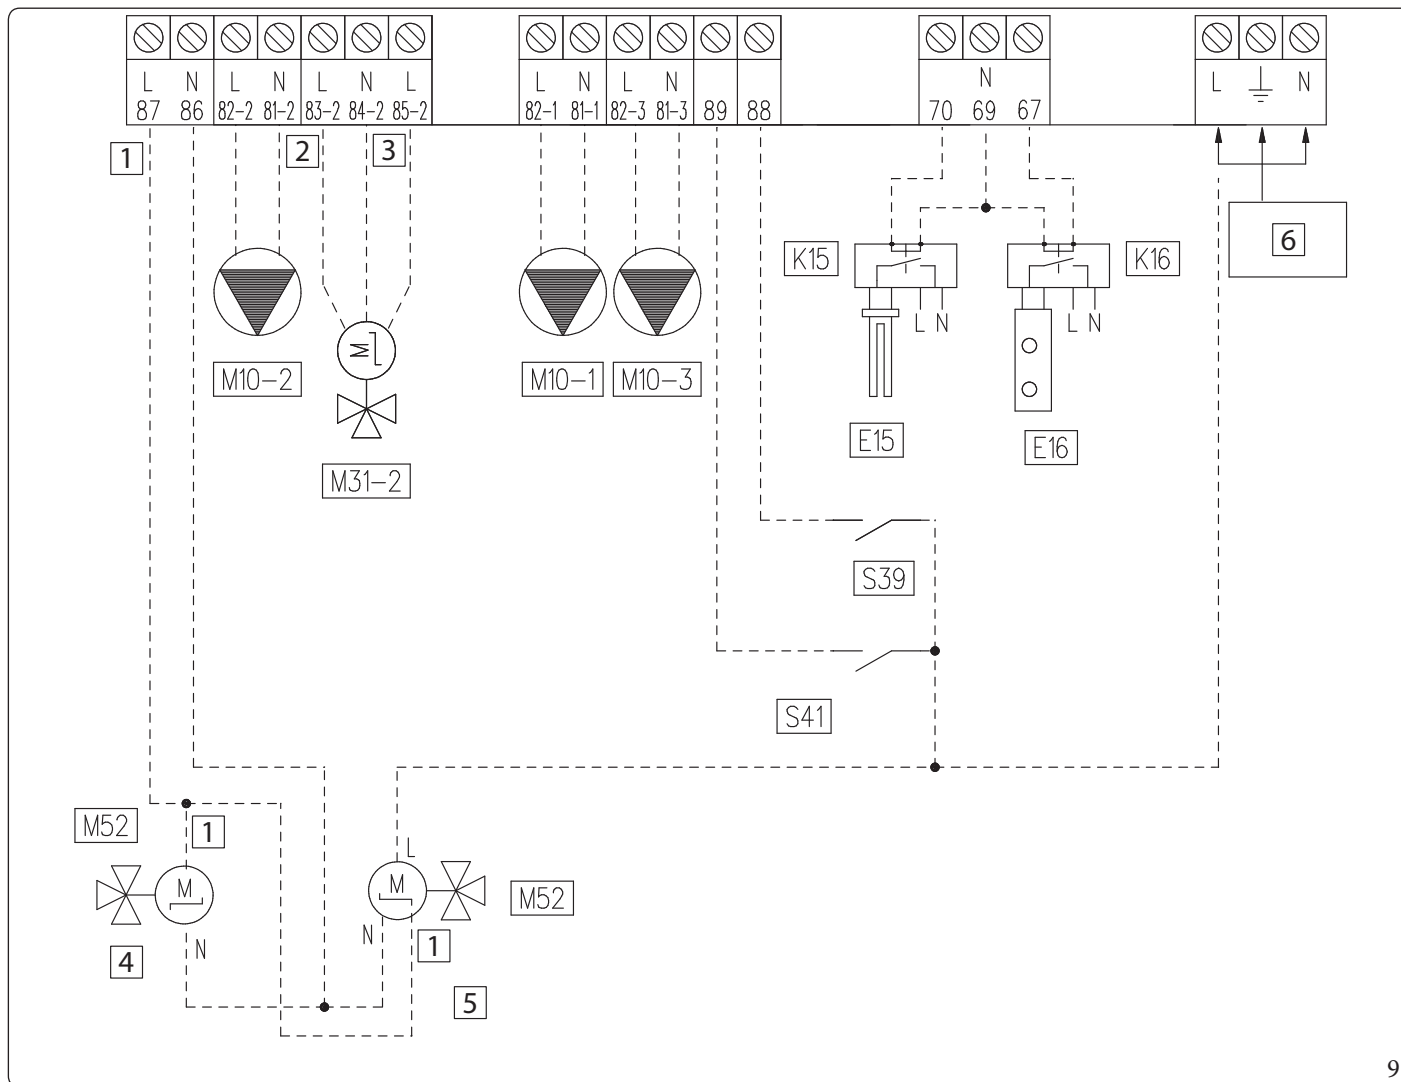 L N L N L N L L N L N N L N
87 86 82-2 81-2 83-2 84-2 85-2 82-1 81-1 82-3 81-3 89 88 70 69 67
1 2 3
6
K15 K16
L N L N
M
M10-2 M10-1 M10-3
E15 E16
M31-2
S39
S41
M52 1 L
M M
M52
N N 1
4
5
9